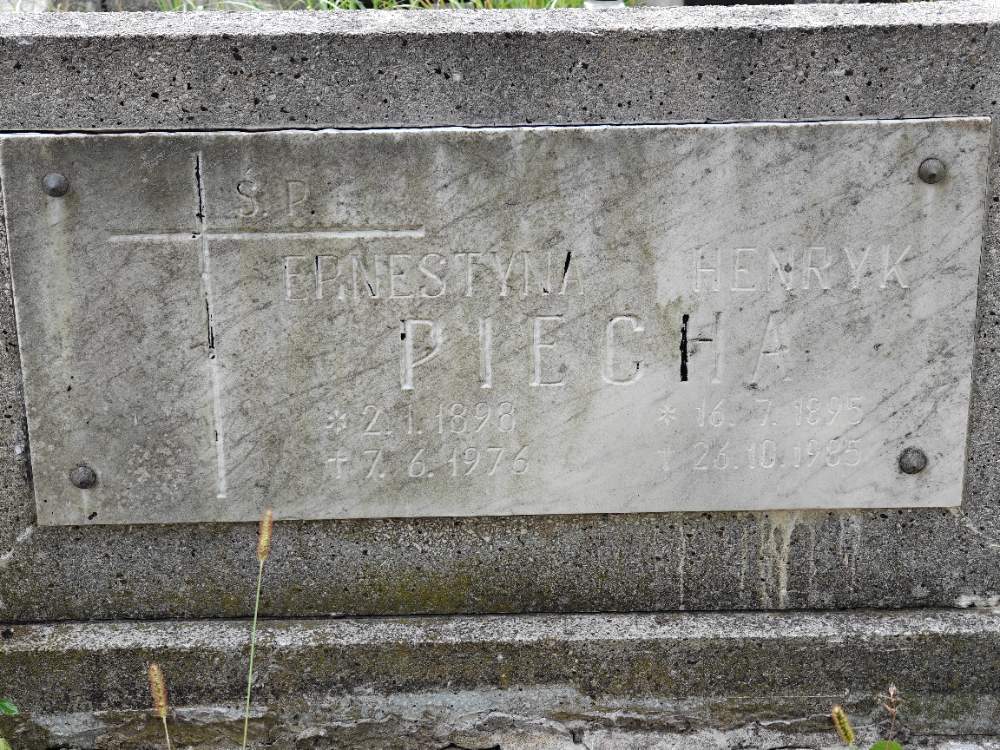 Ś. P.
ERNESTYNA HENRYK
PIECHA
* 2. 1. 1898 * 16. 7. 1895
† 7. 6. 1976 † 26. 10. 1985